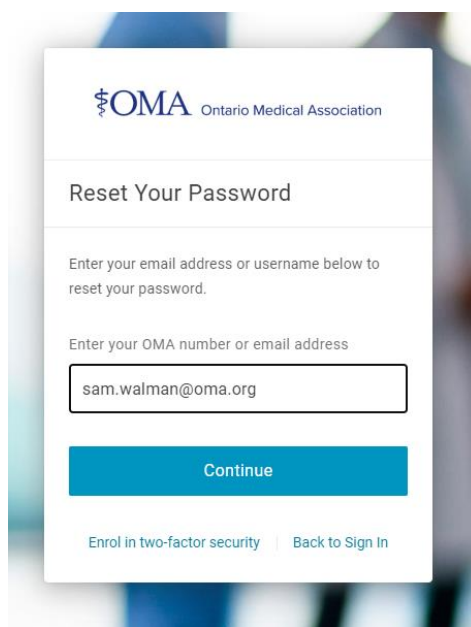 OMA Ontario Medical Association
Reset Your Password
Enter your email address or username below to
reset your password.
Enter your OMA number or email address
sam.walman@oma.org
Continue
Enrol in two-factor security Back to Sign In